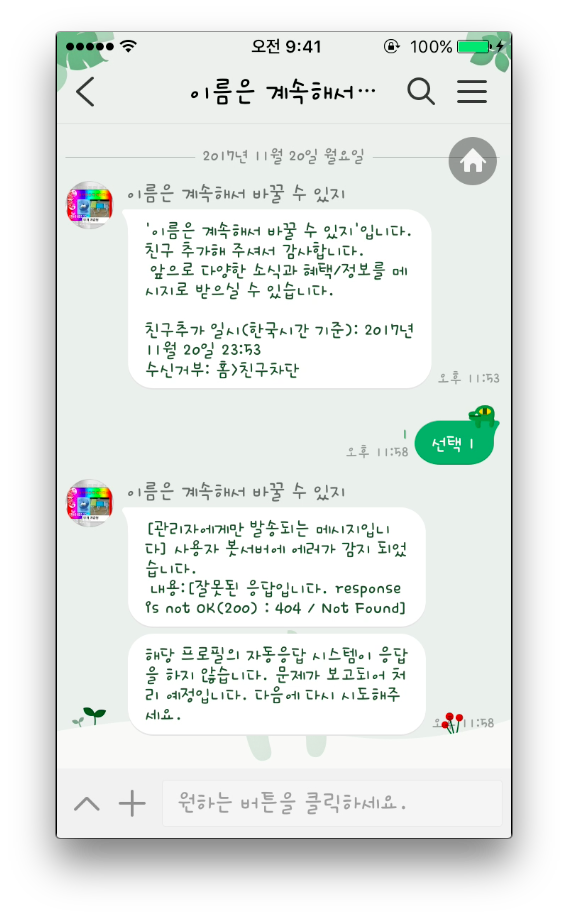 오전 9:41
100%
이름은 계속해서…
2017년 11월 20일 월요일
이름은 계속해서 바꿀 수 있지
'이름은 계속해서 바꿀 수 있지'입니다.
친구 추가해 주셔서 감사합니다.
앞으로 다양한 소식과 혜택/정보를 메
시지로 받으실 수 있습니다.
친구추가 일시(한국시간 기준): 2017년
11월 20일 23:53
수신거부: 홈>친구차단
오후 11:53
1
오후 11:58
선택 1
이름은 계속해서 바꿀 수 있지
[관리자에게만 발송되는 메시지입니
다] 사용자 봇서버에 에러가 감지 되었
습니다.
내용:[잘못된 응답입니다. response
is not OK(200) : 404 / Not Found]
해당 프로필의 자동응답 시스템이 응답
을 하지 않습니다. 문제가 보고되어 처
리 예정입니다. 다음에 다시 시도해주
세요.
오후 11:58
원하는 버튼을 클릭하세요.